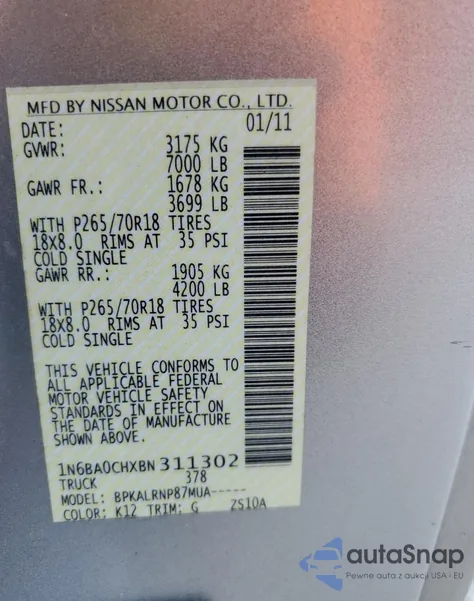 MFD BY NISSAN MOTOR CO., LTD.
DATE: 01/11
GVWR: 3175 KG
7000 LB
GAWR FR.: 1678 KG
3699 LB
WITH P265/70R18 TIRES
18X8.0 RIMS AT 35 PSI
COLD SINGLE
GAWR RR.: 1905 KG
4200 LB
WITH P265/70R18 TIRES
18X8.0 RIMS AT 35 PSI
COLD SINGLE
THIS VEHICLE CONFORMS TO
ALL APPLICABLE FEDERAL
MOTOR VEHICLE SAFETY
STANDARDS IN EFFECT ON
THE DATE OF MANUFACTURE
SHOWN ABOVE.
1N6BA0CHXBN311302
TRUCK 378
MODEL: BPKALRNP87MUA-----
COLOR: K12 TRIM: G ZS10A
autoSnap
Pewne auta z aukcji USA i EU